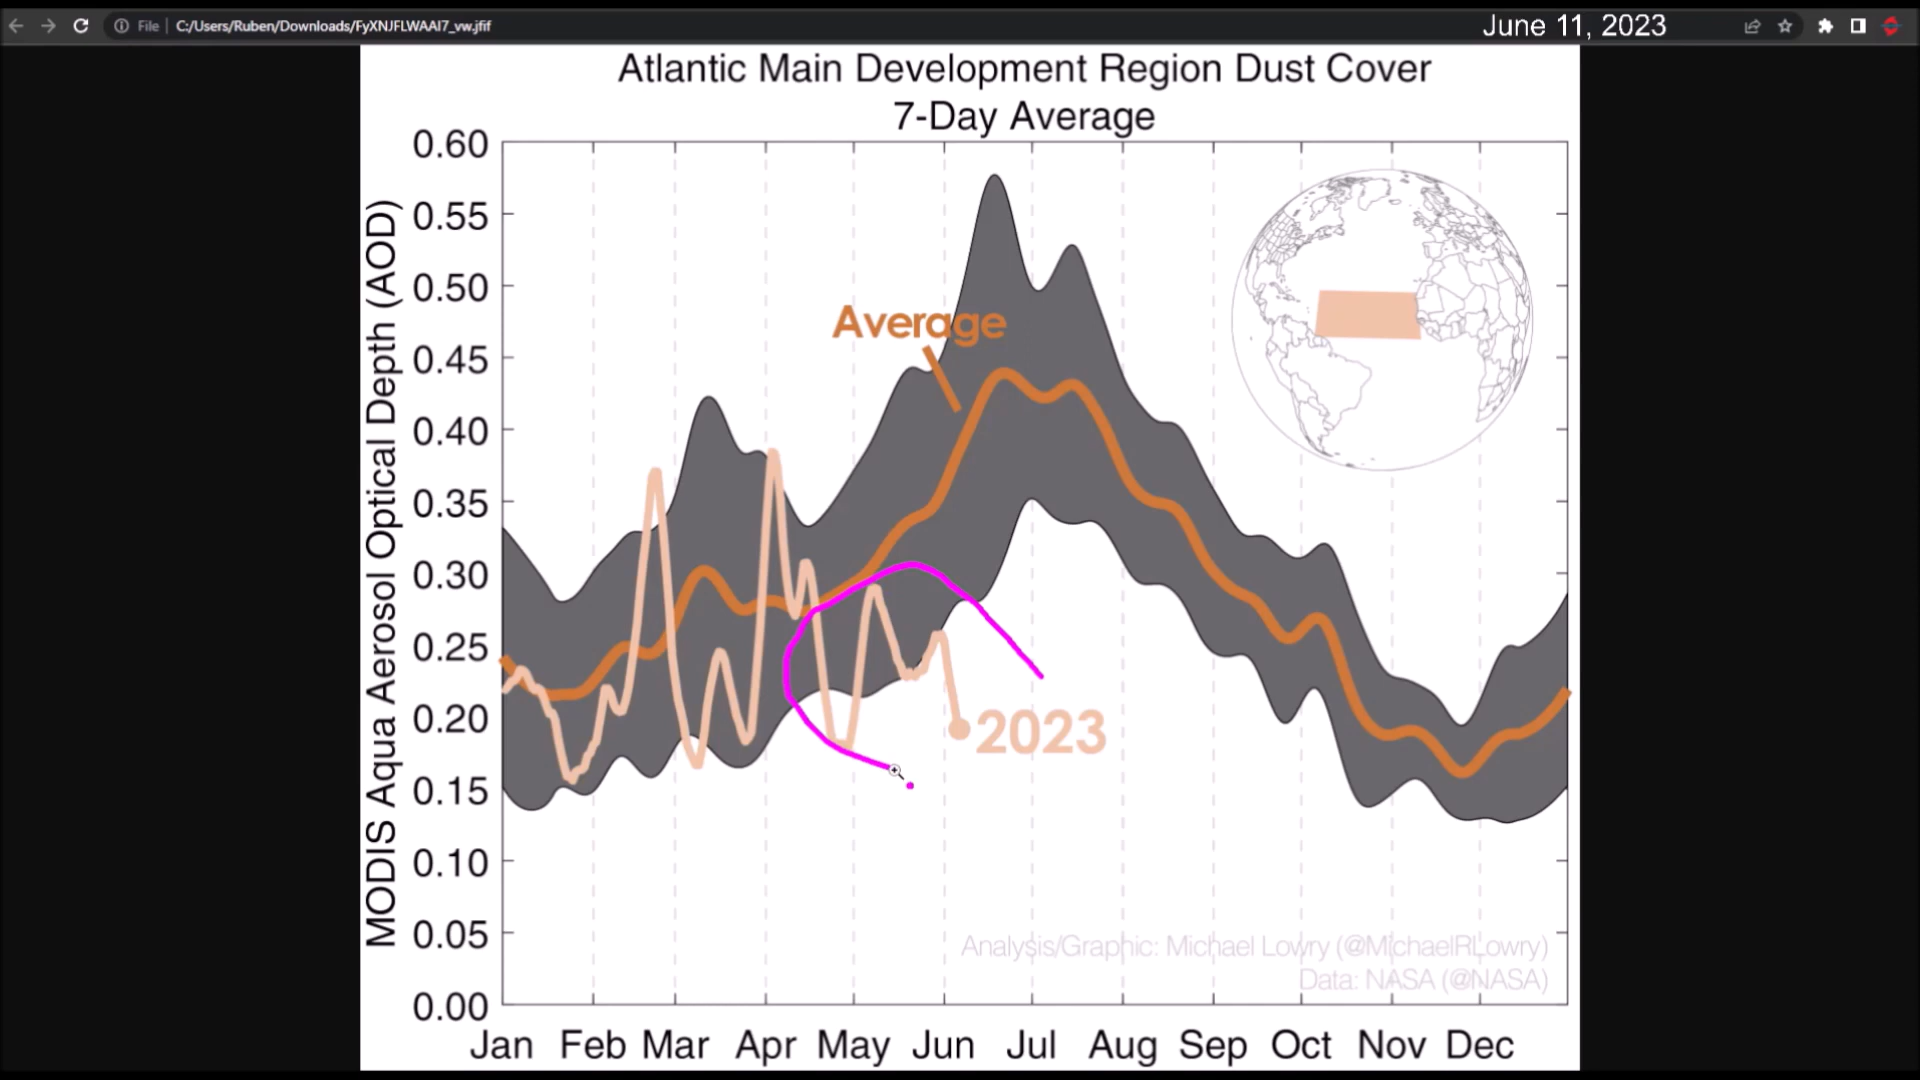 File
C:/Users/Ruben/Downloads/FyXNJFLWAAI7_vw.jfif
June 11, 2023
Atlantic Main Development Region Dust Cover
7-Day Average
MODIS Aqua Aerosol Optical Depth (AOD)
0.60
0.55
0.50
0.45
0.40
0.35
0.30
0.25
0.20
0.15
0.10
0.05
0.00
Average
2023
Analysis/Graphic: Michael Lowry (@MichaelRLowry)
Data: NASA (@NASA)
Jan Feb Mar Apr May Jun Jul Aug Sep Oct Nov Dec